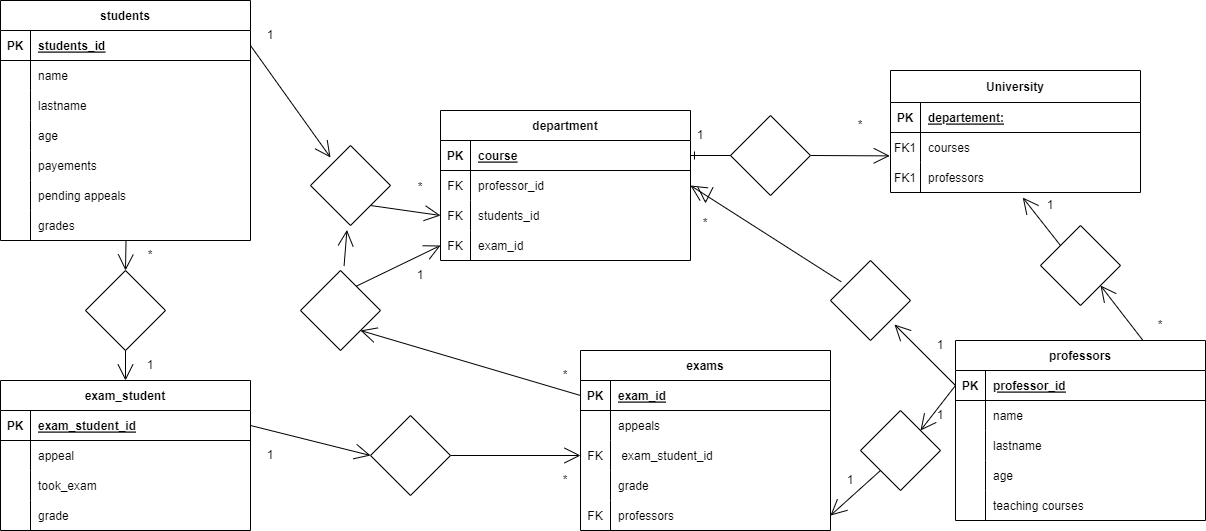 students
PK students_id
name
lastname
age
payements
pending appeals
grades
1
*
*
1
department
PK course
FK professor_id
FK students_id
FK exam_id
1
*
1
*
University
PK departement:
FK1 courses
FK1 professors
1
*
1
*
1
1
exam_student
PK exam_student_id
appeal
took_exam
grade
1
*
*
exams
PK exam_id
appeals
FK exam_student_id
grade
FK professors
professors
PK professor_id
name
lastname
age
teaching courses